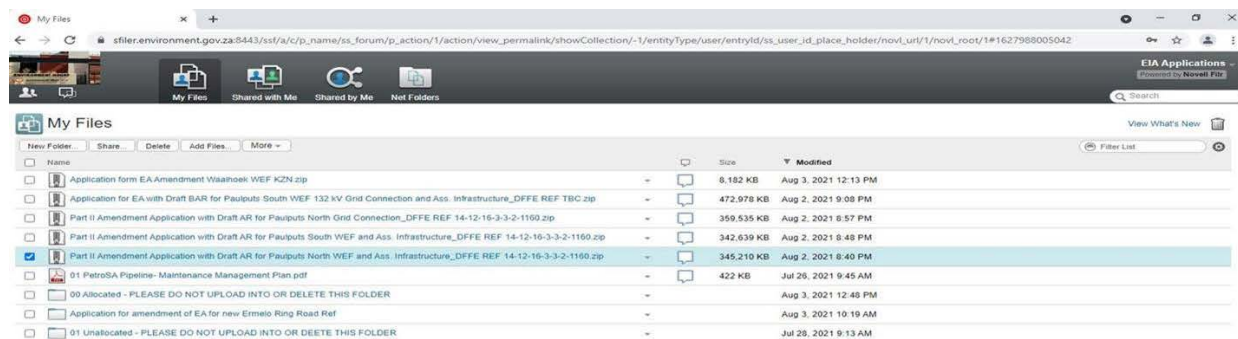 My Files
sfiler.environment.gov.za:8443/ssf/a/c/p_name/ss_forum/p_action/1/action/view_permalink/showCollection/-1/entityType/user/entryId/ss_user_id_place_holder/novl_url/1/novl_root/1#1627988005042
EIA Applications
Powered by Novell Filr
My Files Shared with Me Shared by Me Net Folders
Search
My Files View What's New
New Folder... Share... Delete Add Files... More Filter List
Name Size Modified
Application form EA Amendment Waaihoek WEF KZN.zip 8,182 KB Aug 3, 2021 12:13 PM
Application for EA with Draft BAR for Paulputs South WEF 132 kV Grid Connection and Ass. Infrastructure_DFFE REF TBC.zip 472,978 KB Aug 2, 2021 9:08 PM
Part II Amendment Application with Draft AR for Paulputs North Grid Connection_DFFE REF 14-12-16-3-3-2-1160.zip 359,535 KB Aug 2, 2021 8:57 PM
Part II Amendment Application with Draft AR for Paulputs South WEF and Ass. Infrastructure_DFFE REF 14-12-16-3-3-2-1160.zip 342,639 KB Aug 2, 2021 8:48 PM
Part II Amendment Application with Draft AR for Paulputs North WEF and Ass. Infrastructure_DFFE REF 14-12-16-3-3-2-1160.zip 345,210 KB Aug 2, 2021 8:40 PM
01 PetroSA Pipeline- Maintenance Management Plan.pdf 422 KB Jul 26, 2021 9:45 AM
00 Allocated - PLEASE DO NOT UPLOAD INTO OR DELETE THIS FOLDER Aug 3, 2021 12:48 PM
Application for amendment of EA for new Ermelo Ring Road Ref Aug 3, 2021 10:19 AM
01 Unallocated- PLEASE DO NOT UPLOAD INTO OR DEETE THIS FOLDER Jul 28, 2021 9:13 AM